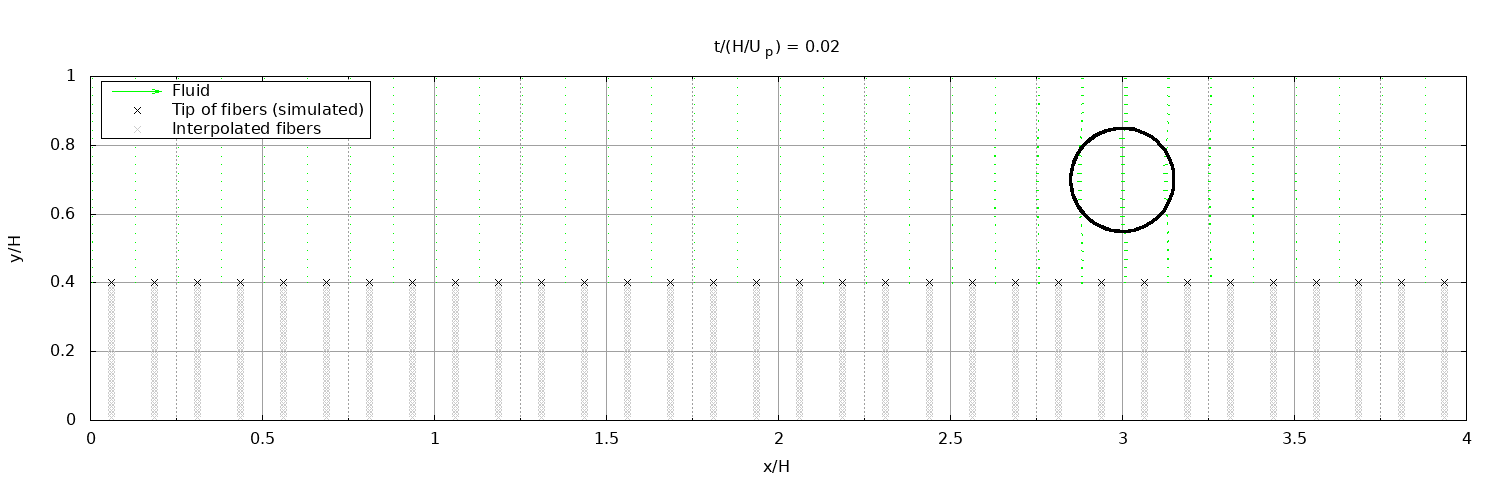 t/(H/U p) = 0.02
Fluid
Tip of fibers (simulated)
Interpolated fibers
1
0.8
0.6
0.4
0.2
0
y/H
0 0.5 1 1.5 2 2.5 3 3.5 4
x/H